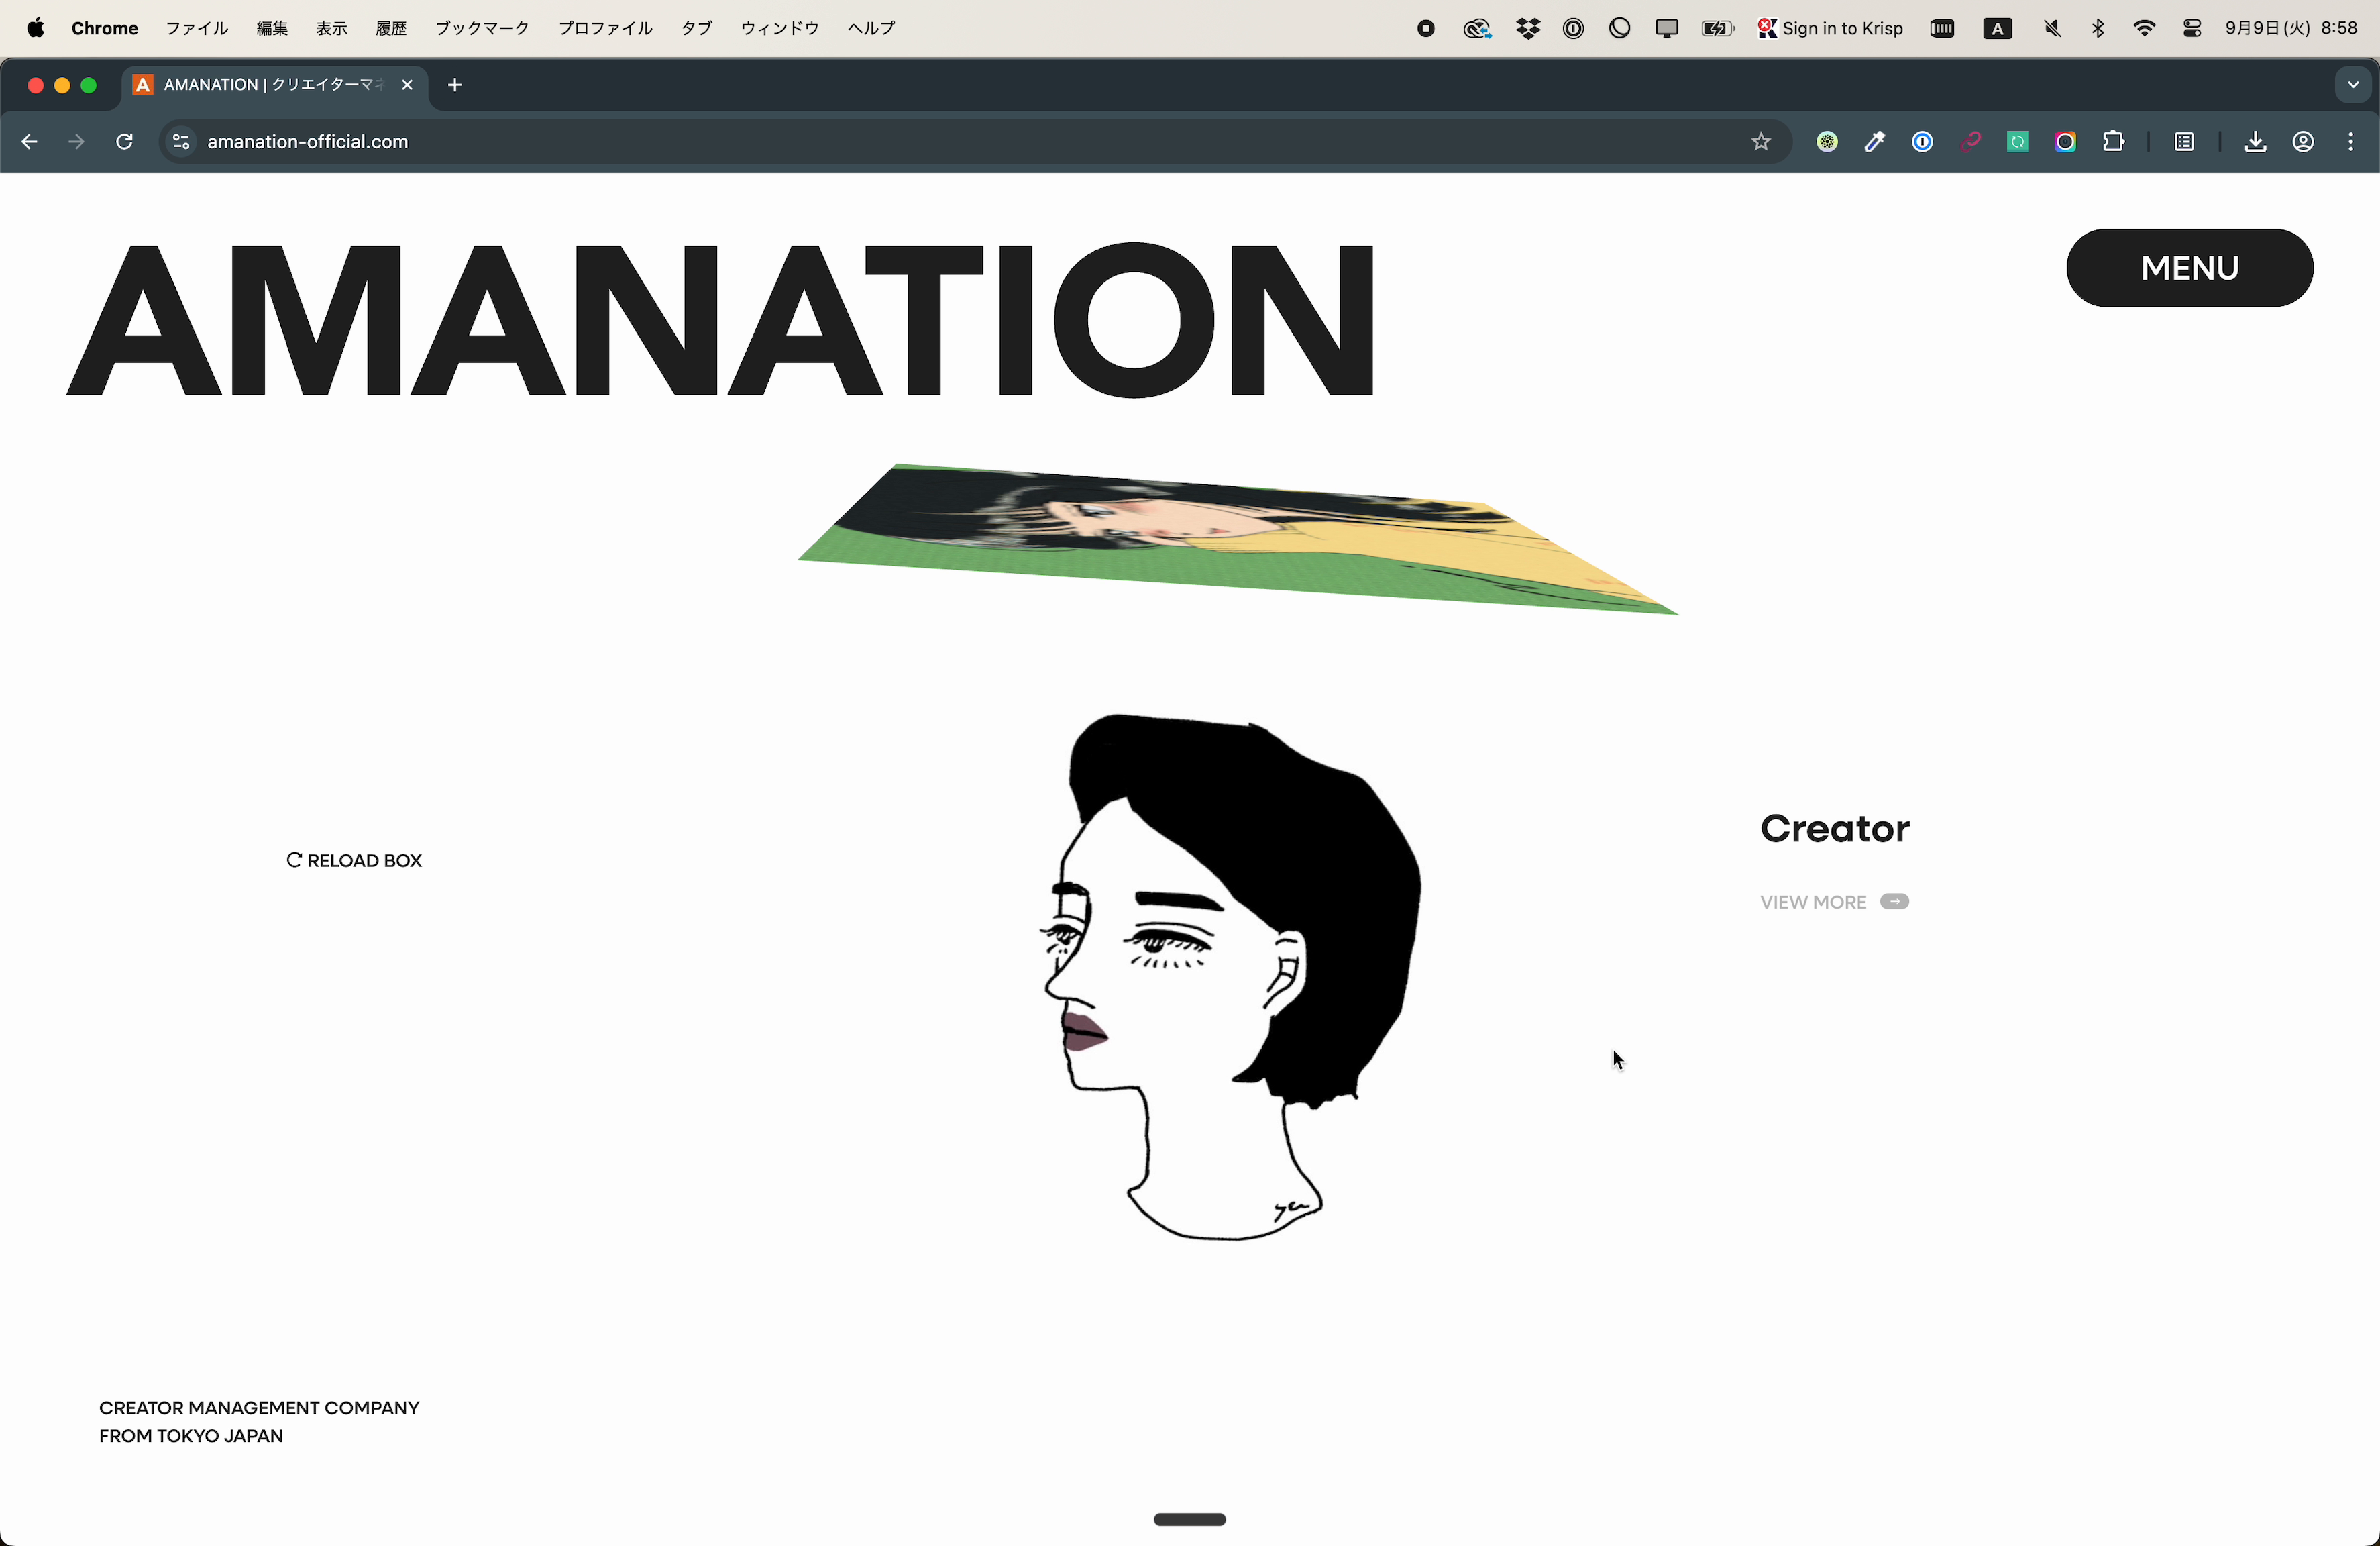 Chrome ファイル 編集 表示 履歴 ブックマーク プロファイル タブ ウィンドウ ヘルプ Sign in to Krisp A 9月9日(火) 8:58
A AMANATION | クリエイターマネ
amanation-official.com
AMANATION
MENU
Creator
RELOAD BOX
VIEW MORE
CREATOR MANAGEMENT COMPANY
FROM TOKYO JAPAN